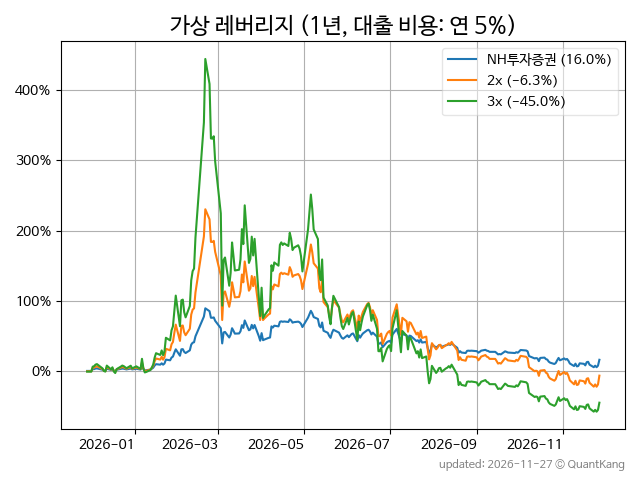 가상 레버리지 (1년, 대출 비용: 연 5%)
NH투자증권 (16.0%)
2x (-6.3%)
3x (-45.0%)
400%
300%
200%
100%
0%
2026-01 2026-03 2026-05 2026-07 2026-09 2026-11
updated: 2026-11-27 © QuantKang